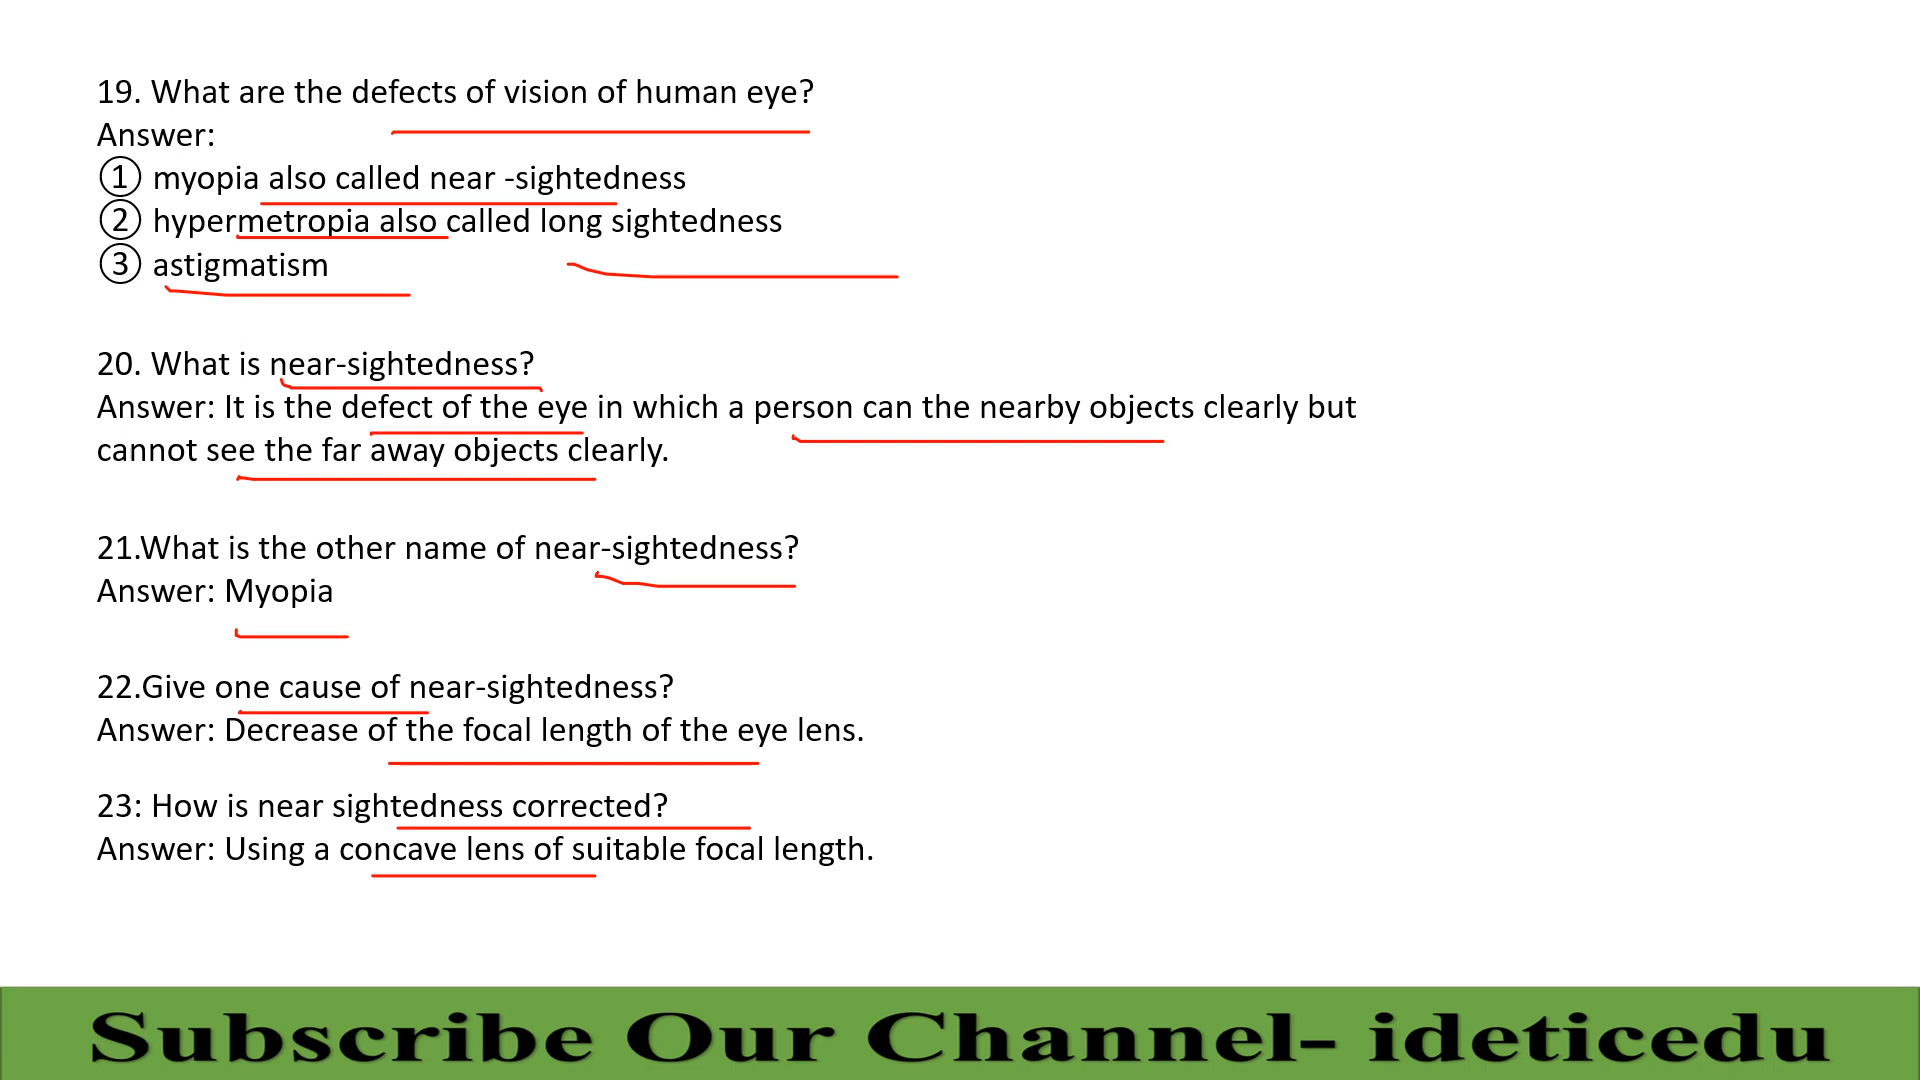 19. What are the defects of vision of human eye?
Answer:
① myopia also called near -sightedness
② hypermetropia also called long sightedness
③ astigmatism
20. What is near-sightedness?
Answer: It is the defect of the eye in which a person can the nearby objects clearly but
cannot see the far away objects clearly.
21.What is the other name of near-sightedness?
Answer: Myopia
22.Give one cause of near-sightedness?
Answer: Decrease of the focal length of the eye lens.
23: How is near sightedness corrected?
Answer: Using a concave lens of suitable focal length.
Subscribe Our Channel- ideticedu